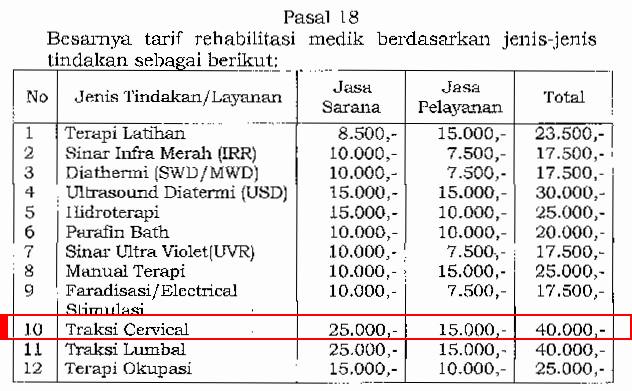 Pasal 18
Besarnya tarif rehabilitasi medik berdasarkan jenis-jenis
tindakan sebagai berikut:
No Jenis Tindakan/Layanan Jasa Sarana Jasa Pelayanan Total
1 Terapi Latihan 8.500,- 15.000,- 23.500,-
2 Sinar Infra Merah (IRR) 10.000,- 7.500,- 17.500,-
3 Diathermi (SWD/MWD) 10.000,- 7.500,- 17.500,-
4 Ultrasound Diatermi (USD) 15.000,- 15.000,- 30.000,-
5 Hidroterapi 15.000,- 10.000,- 25.000,-
6 Parafin Bath 10.000,- 10.000,- 20.000,-
7 Sinar Ultra Violet(UVR) 10.000,- 7.500,- 17.500,-
8 Manual Terapi 10.000,- 15.000,- 25.000,-
9 Faradisasi/Electrical 10.000,- 7.500,- 17.500,-
Stimulasi
10 Traksi Cervical 25.000,- 15.000,- 40.000,-
11 Traksi Lumbal 25.000,- 15.000,- 40.000,-
12 Terapi Okupasi 15.000,- 10.000,- 25.000,-